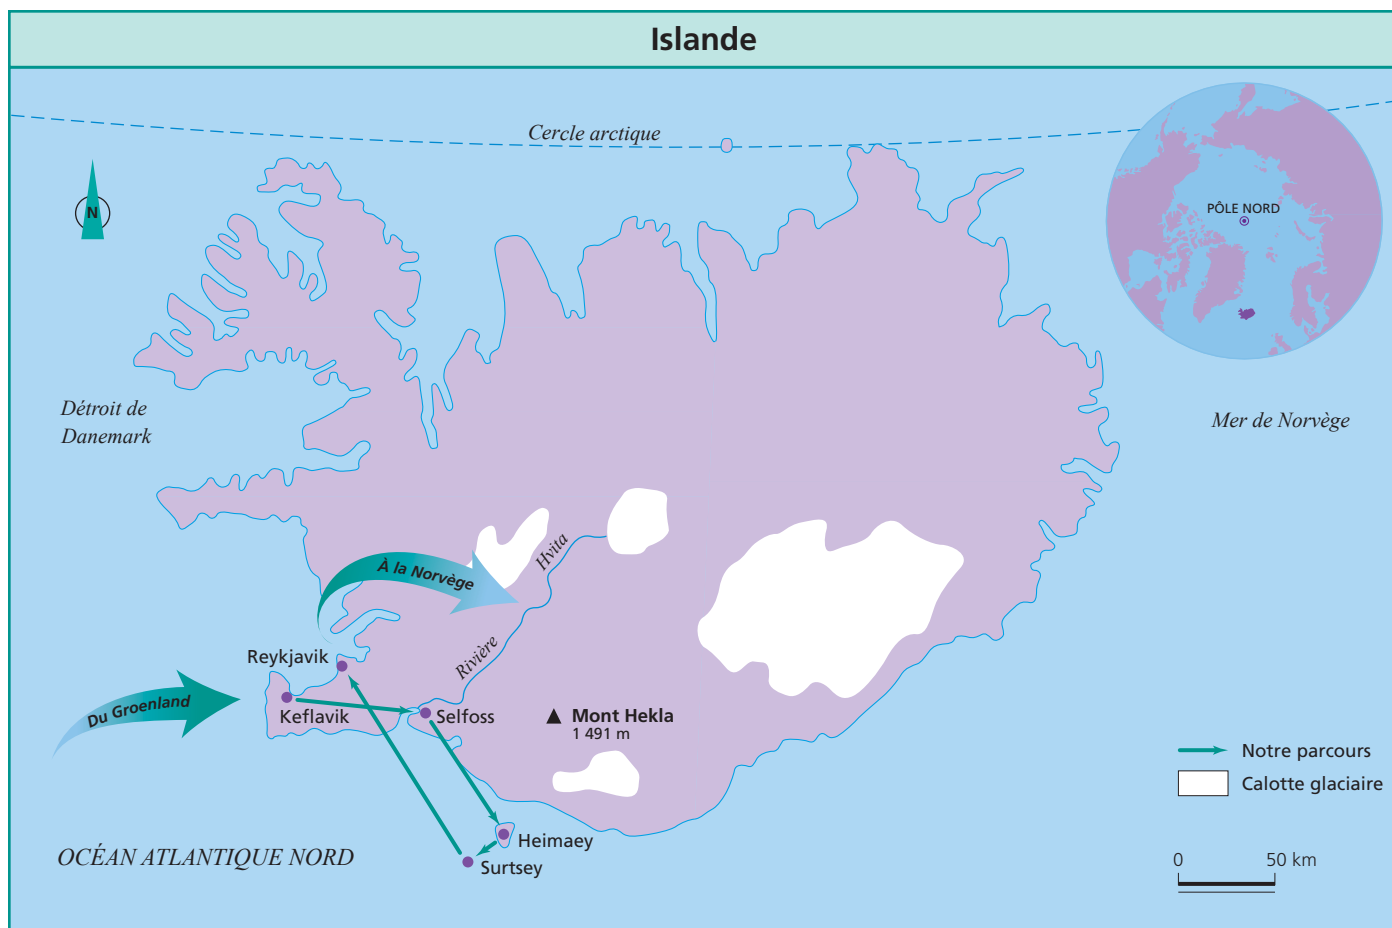 Islande
Cercle arctique
N
PÔLE NORD
Détroit de
Danemark
Mer de Norvège
À la Norvège
Rivière Hvita
Reykjavik
Du Groenland
Keflavik
Selfoss
Mont Hekla
1 491 m
Notre parcours
Calotte glaciaire
Heimaey
Surtsey
OCÉAN ATLANTIQUE NORD
0 50 km